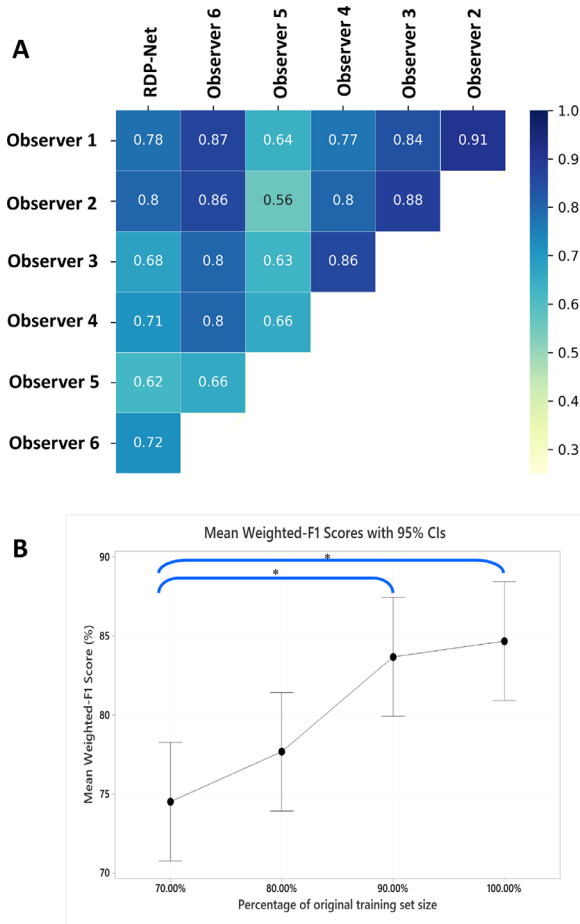 A
RDP-Net
Observer 6
Observer 5
Observer 4
Observer 3
Observer 2
Observer 1 0.78 0.87 0.64 0.77 0.84 0.91
Observer 2 0.8 0.86 0.56 0.8 0.88
Observer 3 0.68 0.8 0.63 0.86
Observer 4 0.71 0.8 0.66
Observer 5 0.62 0.66
Observer 6 0.72
1.0
0.9
0.8
0.7
0.6
0.5
0.4
0.3
B
Mean Weighted-F1 Scores with 95% CIs
*
*
Mean Weighted-F1 Score (%)
90
85
80
75
70
70.00% 80.00% 90.00% 100.00%
Percentage of original training set size